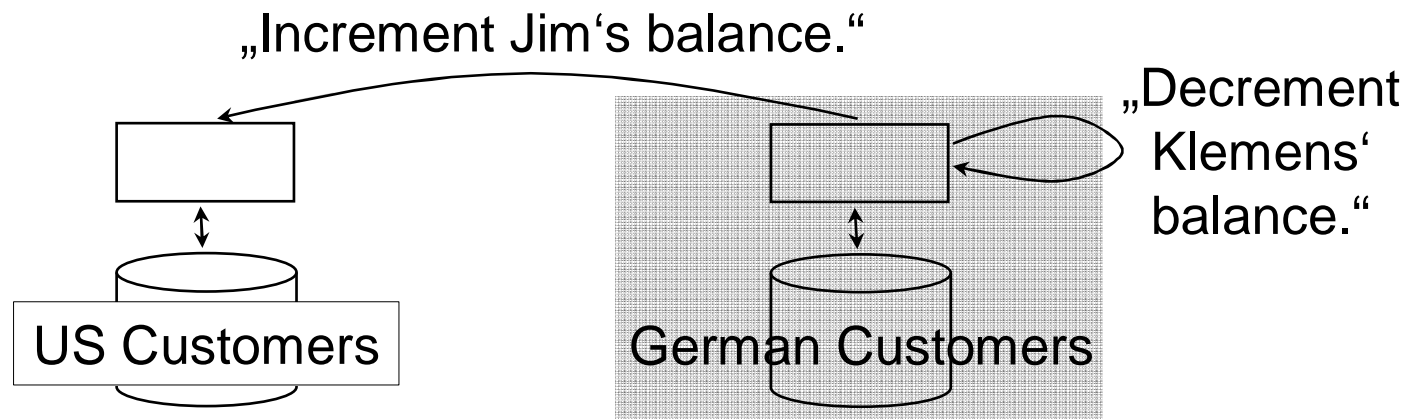 „Increment Jim‘s balance.“
„Decrement
Klemens‘
balance.“
US Customers
German Customers